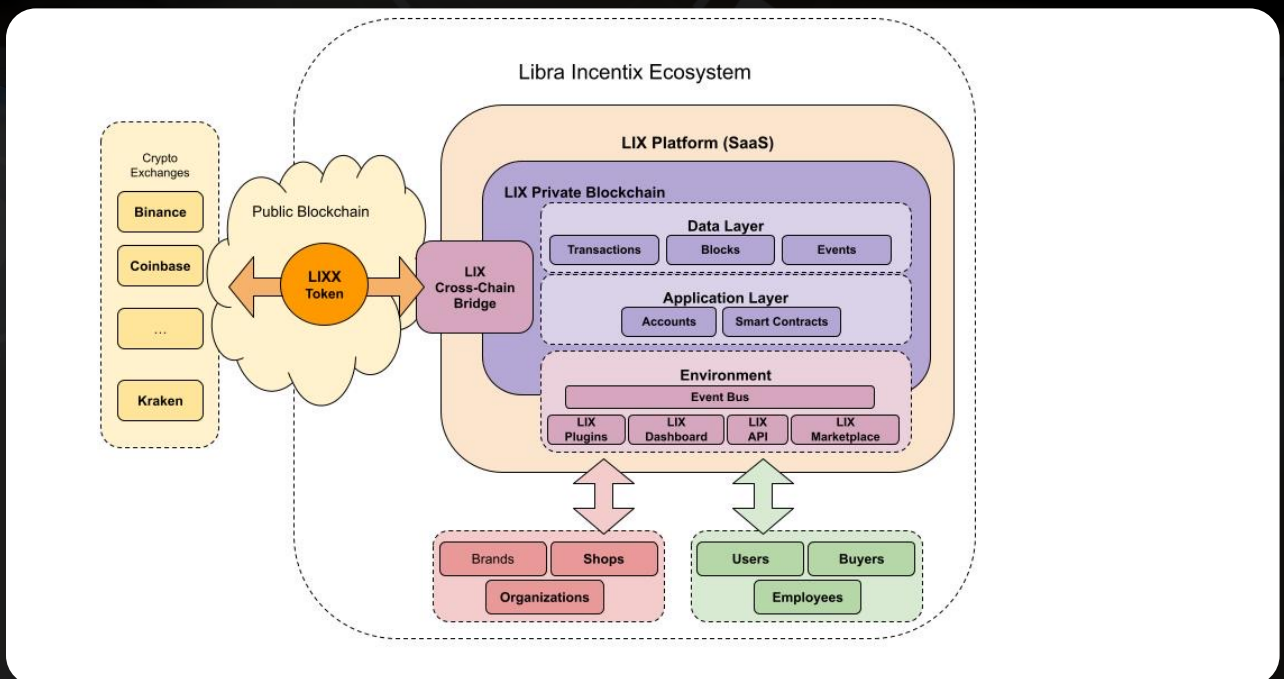 Libra Incentix Ecosystem
Crypto
Exchanges
Binance
Coinbase
...
Kraken
Public Blockchain
LIXX
Token
LIX
Cross-Chain
Bridge
LIX Platform (SaaS)
LIX Private Blockchain
Data Layer
Transactions
Blocks
Events
Application Layer
Accounts
Smart Contracts
Environment
Event Bus
LIX
Plugins
LIX
Dashboard
LIX
API
LIX
Marketplace
Brands
Shops
Organizations
Users
Buyers
Employees